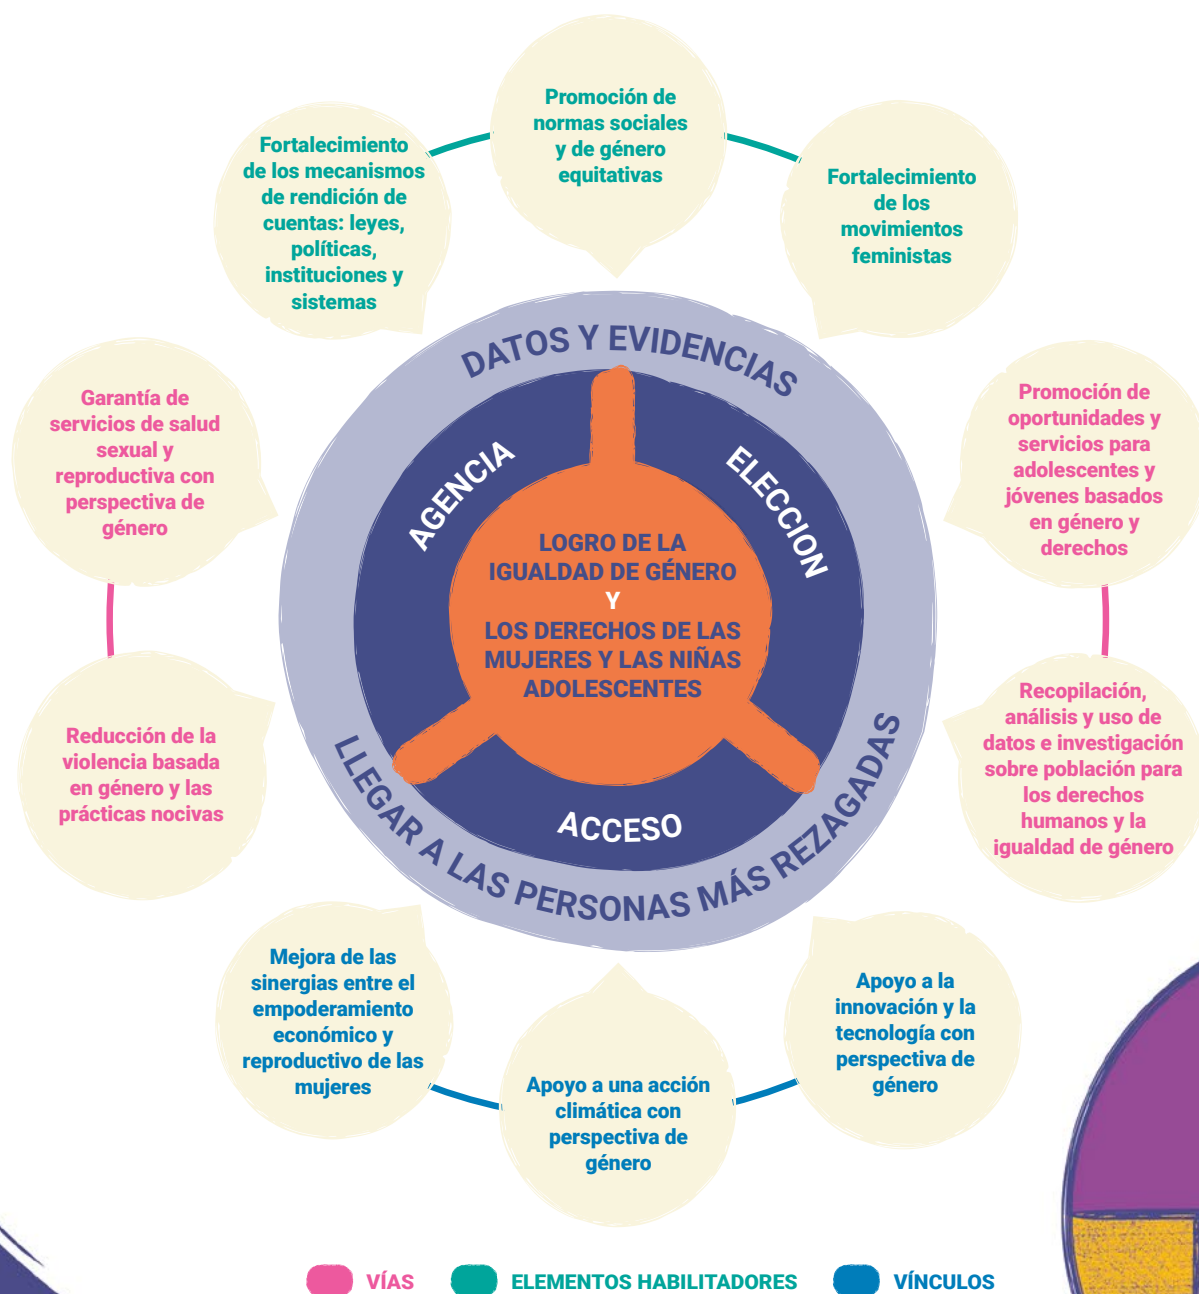 Promoción de
normas sociales
y de género
equitativas
Fortalecimiento
de los mecanismos
de rendición de
cuentas: leyes,
políticas,
instituciones y
sistemas
Fortalecimiento
de los
movimientos
feministas
Garantía de
servicios de salud
sexual y
reproductiva con
perspectiva de
género
Promoción de
oportunidades y
servicios para
adolescentes y
jóvenes basados
en género y
derechos
DATOS Y EVIDENCIAS
AGENCIA
ELECCION
LOGRO DE LA
IGUALDAD DE GÉNERO
Y
LOS DERECHOS DE LAS
MUJERES Y LAS NIÑAS
ADOLESCENTES
ACCESO
LLEGAR A LAS PERSONAS MÁS REZAGADAS
Reducción de la
violencia basada
en género y las
prácticas nocivas
Recopilación,
análisis y uso de
datos e investigación
sobre población para
los derechos
humanos y la
igualdad de género
Mejora de las
sinergias entre el
empoderamiento
económico y
reproductivo de las
mujeres
Apoyo a una acción
climática con
perspectiva de
género
Apoyo a la
innovación y la
tecnología con
perspectiva de
género
VÍAS
ELEMENTOS HABILITADORES
VÍNCULOS